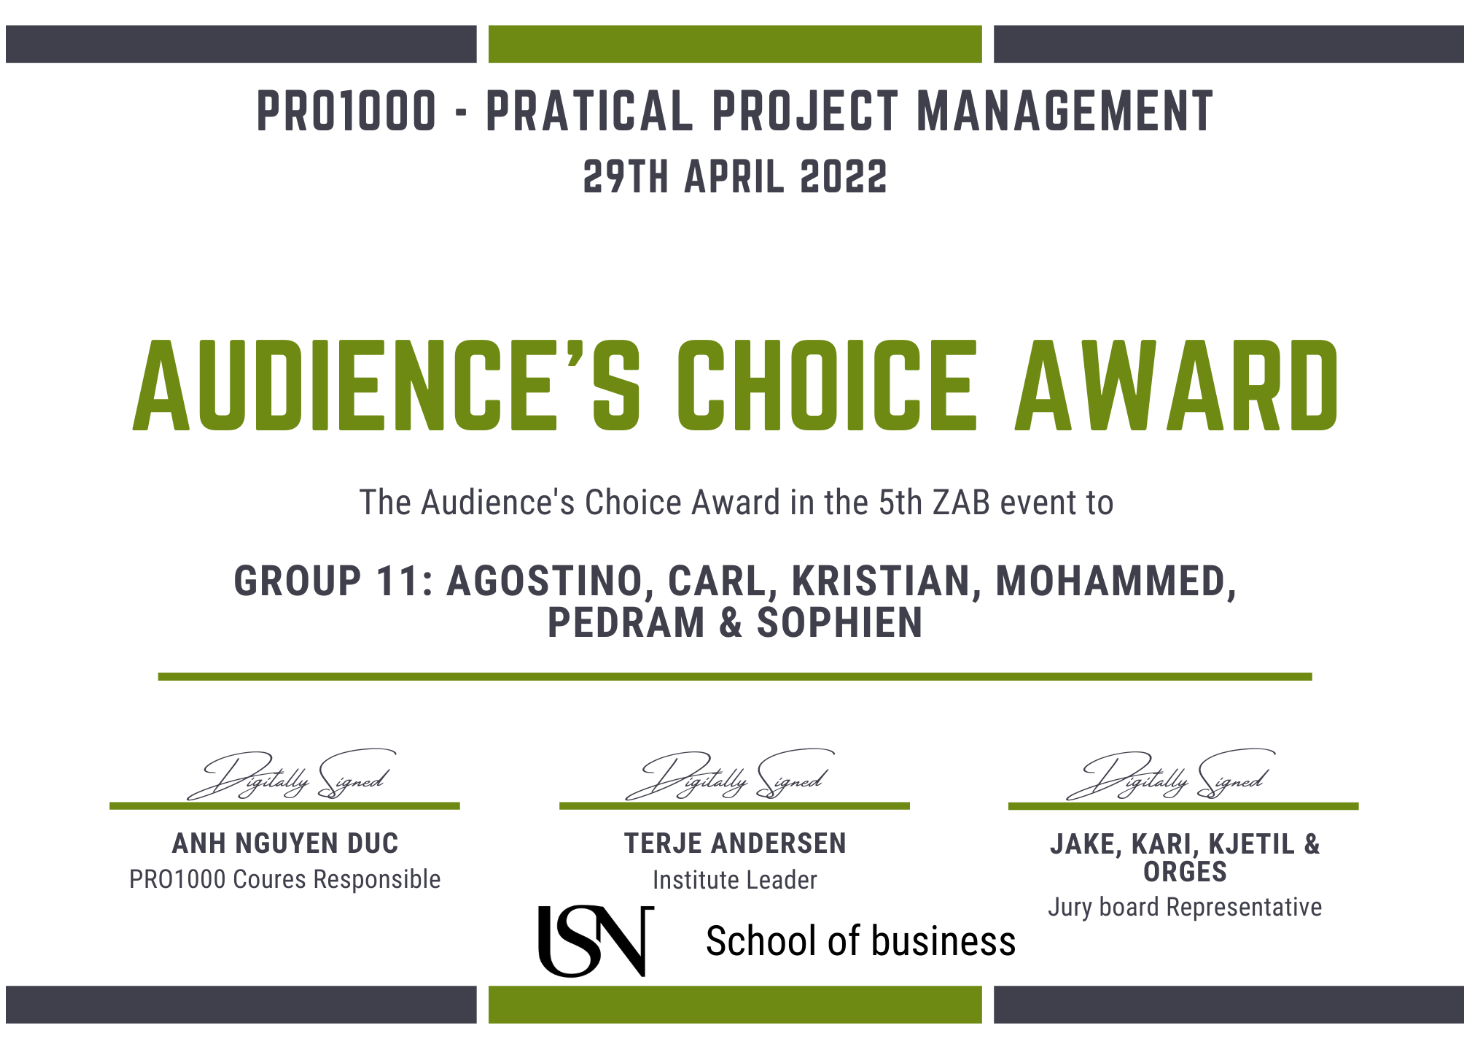 PRO1000 - PRATICAL PROJECT MANAGEMENT
29TH APRIL 2022
AUDIENCE'S CHOICE AWARD
The Audience's Choice Award in the 5th ZAB event to
GROUP 11: AGOSTINO, CARL, KRISTIAN, MOHAMMED,
PEDRAM & SOPHIEN
Digitally Signed
ANH NGUYEN DUC
PRO1000 Coures Responsible
Digitally Signed
TERJE ANDERSEN
Institute Leader
Digitally Signed
JAKE, KARI, KJETIL &
ORGES
Jury board Representative
USN
School of business